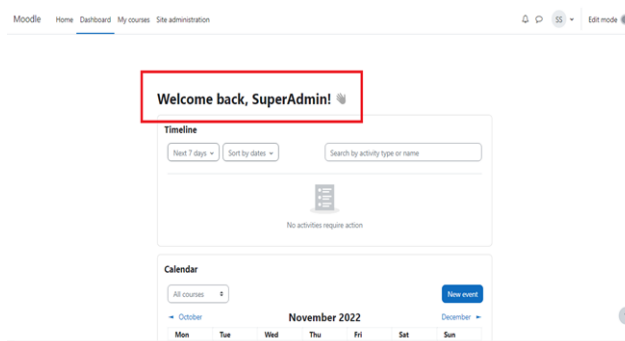 Moodle Home Dashboard My courses Site administration SS Edit mode
Welcome back, SuperAdmin! 👋
Timeline
Next 7 days Sort by dates Search by activity type or name
No activities require action
Calendar
All courses New event
◄ October November 2022 December ►
Mon Tue Wed Thu Fri Sat Sun